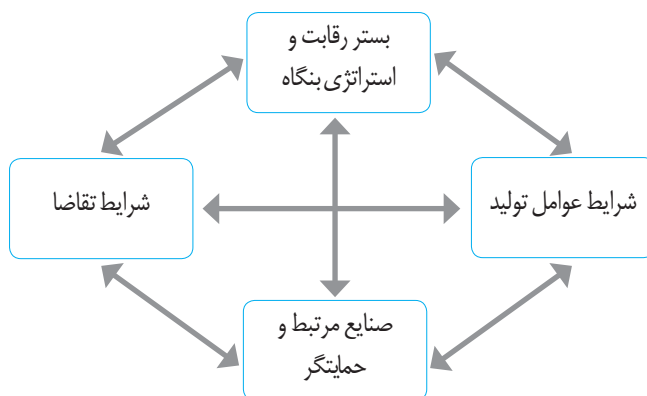 بستر رقابت و
استراتژی بنگاه
شرایط عوامل تولید
شرایط تقاضا
صنایع مرتبط و
حمایتگر